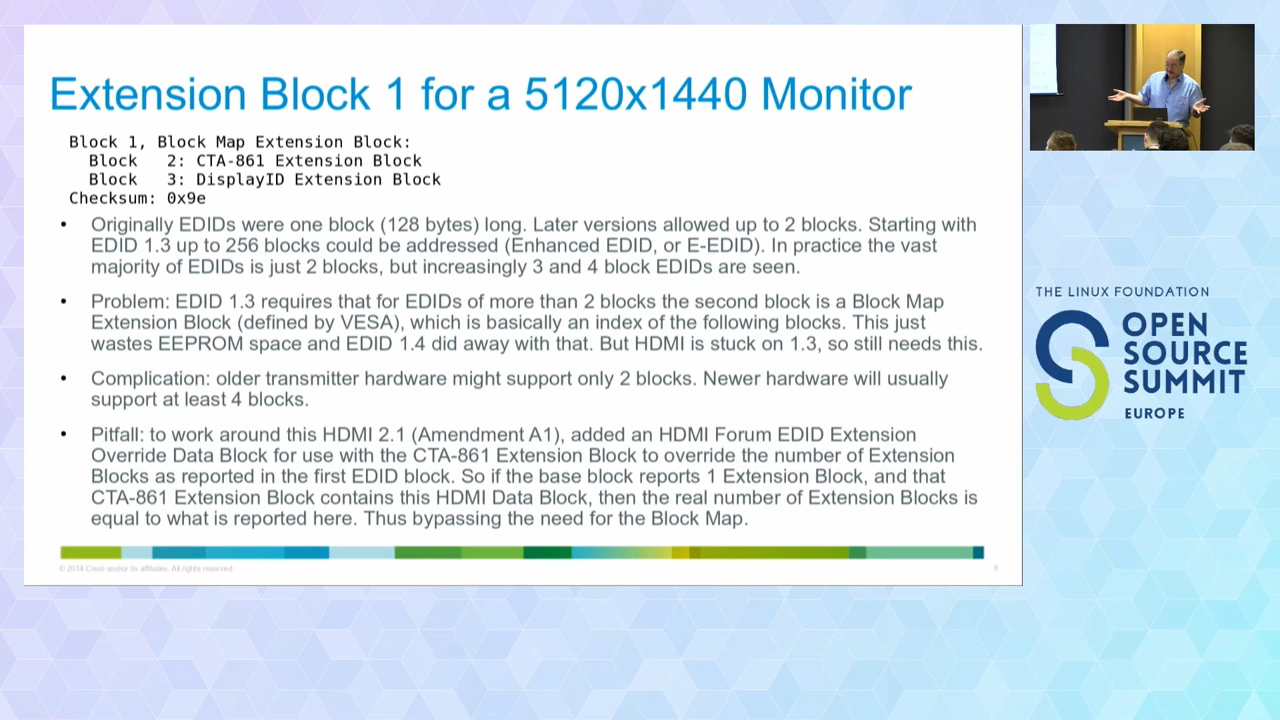 Extension Block 1 for a 5120x1440 Monitor
Block 1, Block Map Extension Block:
Block 2: CTA-861 Extension Block
Block 3: DisplayID Extension Block
Checksum: 0x9e
• Originally EDIDs were one block (128 bytes) long. Later versions allowed up to 2 blocks. Starting with
EDID 1.3 up to 256 blocks could be addressed (Enhanced EDID, or E-EDID). In practice the vast
majority of EDIDs is just 2 blocks, but increasingly 3 and 4 block EDIDs are seen.
• Problem: EDID 1.3 requires that for EDIDs of more than 2 blocks the second block is a Block Map
Extension Block (defined by VESA), which is basically an index of the following blocks. This just
wastes EEPROM space and EDID 1.4 did away with that. But HDMI is stuck on 1.3, so still needs this.
• Complication: older transmitter hardware might support only 2 blocks. Newer hardware will usually
support at least 4 blocks.
• Pitfall: to work around this HDMI 2.1 (Amendment A1), added an HDMI Forum EDID Extension
Override Data Block for use with the CTA-861 Extension Block to override the number of Extension
Blocks as reported in the first EDID block. So if the base block reports 1 Extension Block, and that
CTA-861 Extension Block contains this HDMI Data Block, then the real number of Extension Blocks is
equal to what is reported here. Thus bypassing the need for the Block Map.
© 2014 Cisco and/or its affiliates. All rights reserved.
8
THE LINUX FOUNDATION
OPEN
SOURCE
SUMMIT
EUROPE